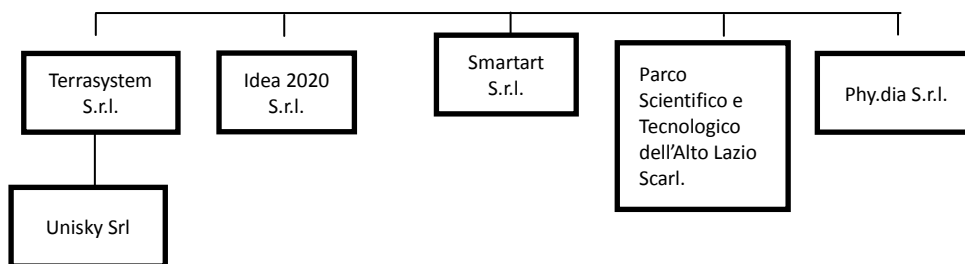 Terrasystem
S.r.l.
Idea 2020
S.r.l.
Smartart
S.r.l.
Parco
Scientifico e
Tecnologico
dell'Alto Lazio
Scarl.
Phy.dia S.r.l.
Unisky Srl